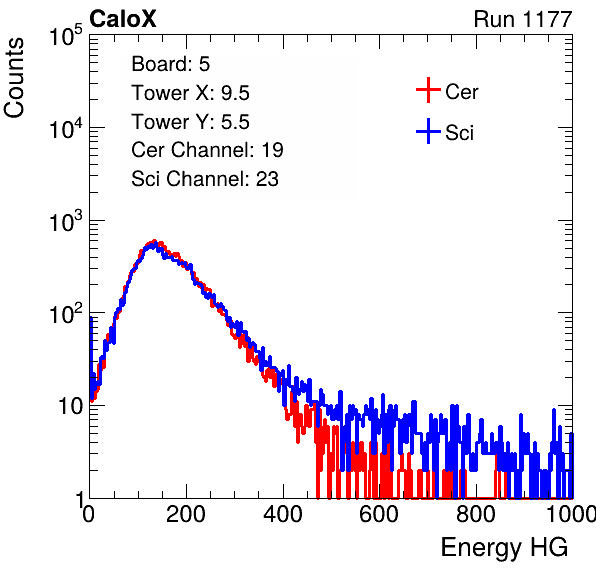 CaloX Run 1177
Counts
Board: 5
Tower X: 9.5
Tower Y: 5.5
Cer Channel: 19
Sci Channel: 23
Cer
Sci
10^5
10^4
10^3
10^2
10
1
0 200 400 600 800 1000
Energy HG